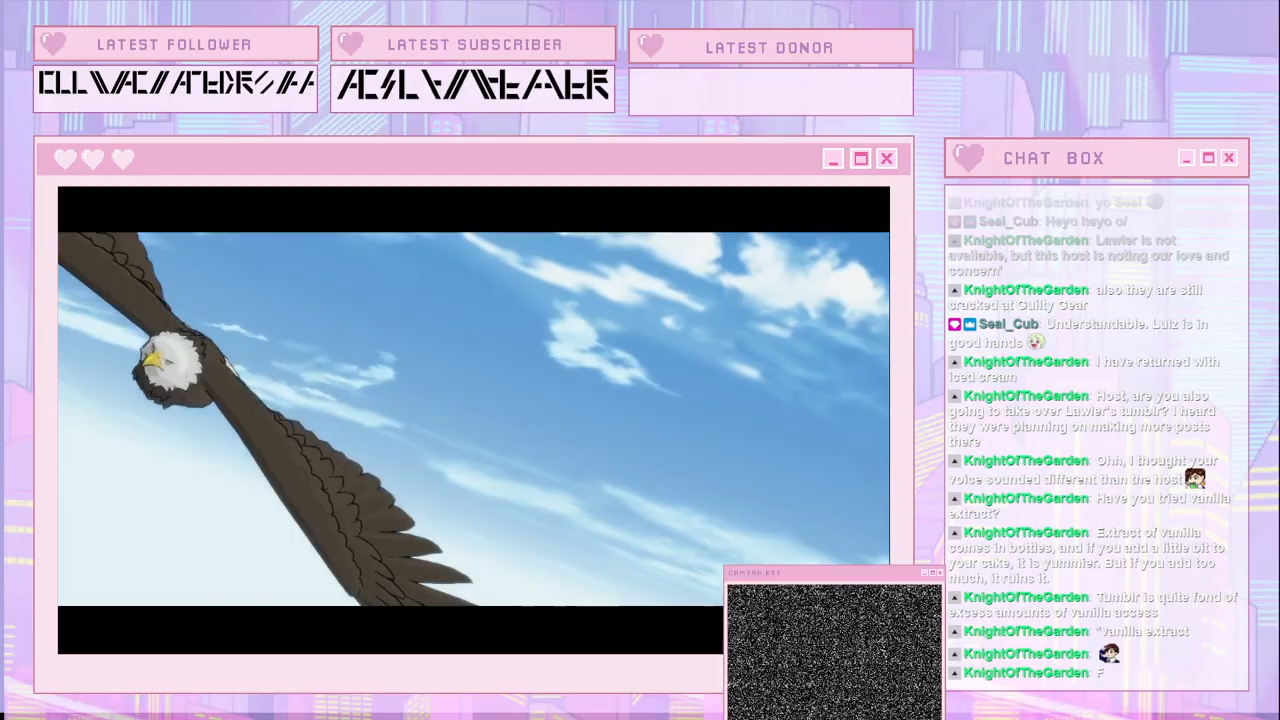 LATEST FOLLOWER
LATEST SUBSCRIBER
LATEST DONOR
CHAT BOX
KnightOfTheGarden: yo Seal
Seal_Cub: Heyo heyo o/
KnightOfTheGarden: Lawler is not
available, but this host is noting our love and
concern'
KnightOfTheGarden: also they are still
cracked at Guilty Gear
Seal_Cub: Understandable. Lulz is in
good hands
KnightOfTheGarden: I have returned with
iced cream
KnightOfTheGarden: Host, are you also
going to take over Lawler's tumblr? I heard
they were planning on making more posts
there
KnightOfTheGarden: Ohh, I thought your
voice sounded different than the host
KnightOfTheGarden: Have you tried vanilla
extract?
KnightOfTheGarden: Extract of vanilla
comes in bottles, and if you add a little bit to
your cake, it is yummier. But if you add too
much, it ruins it.
KnightOfTheGarden: Tumblr is quite fond of
excess amounts of vanilla access
KnightOfTheGarden: *vanilla extract
KnightOfTheGarden:
KnightOfTheGarden: F
CAMERA.EXE